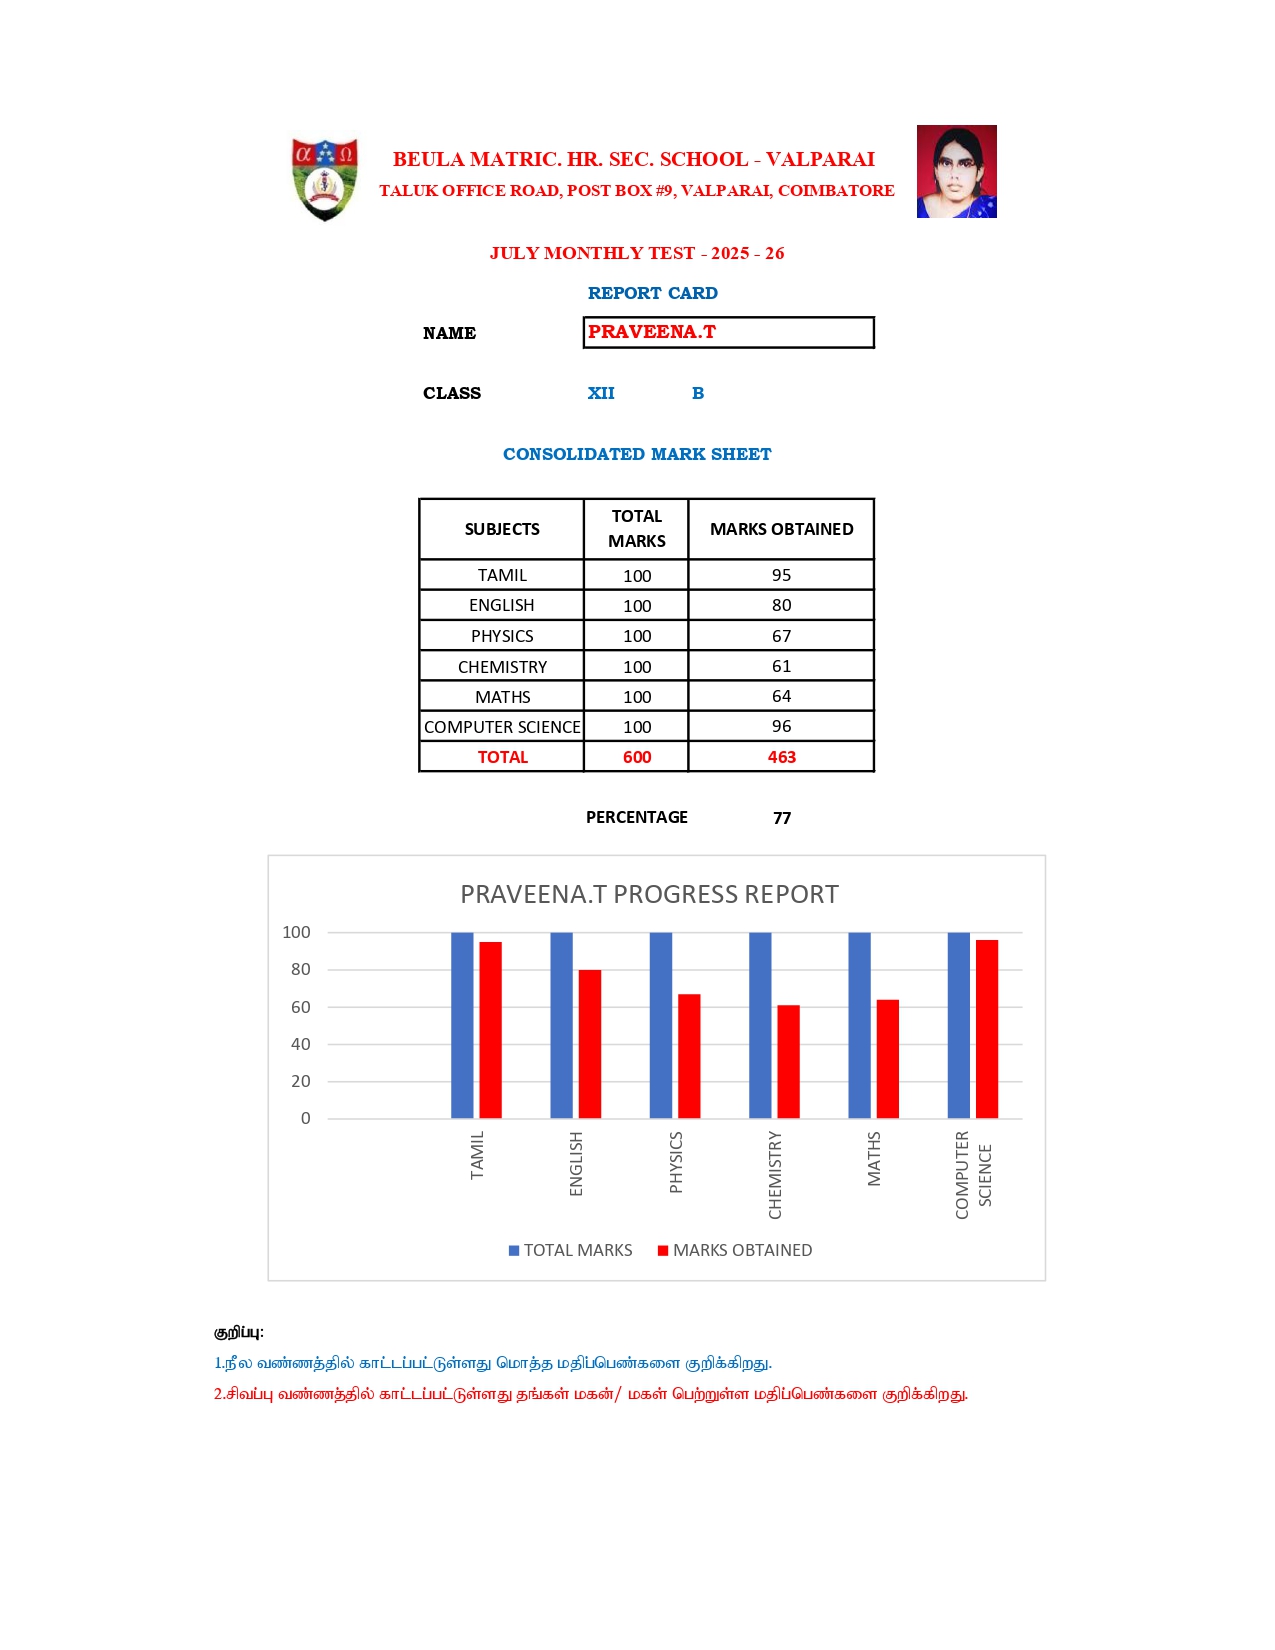 α Ω
BEULA MATRIC. HR. SEC. SCHOOL - VALPARAI
TALUK OFFICE ROAD, POST BOX #9, VALPARAI, COIMBATORE
JULY MONTHLY TEST - 2025 - 26
REPORT CARD
NAME PRAVEENA.T
CLASS XII B
CONSOLIDATED MARK SHEET
SUBJECTS TOTAL MARKS MARKS OBTAINED
TAMIL 100 95
ENGLISH 100 80
PHYSICS 100 67
CHEMISTRY 100 61
MATHS 100 64
COMPUTER SCIENCE 100 96
TOTAL 600 463
PERCENTAGE 77
PRAVEENA.T PROGRESS REPORT
100
80
60
40
20
0
TAMIL
ENGLISH
PHYSICS
CHEMISTRY
MATHS
COMPUTER SCIENCE
TOTAL MARKS MARKS OBTAINED
குறிப்பு:
1.நீல வண்ணத்தில் காட்டப்பட்டுள்ளது மொத்த மதிப்பெண்களை குறிக்கிறது.
2.சிவப்பு வண்ணத்தில் காட்டப்பட்டுள்ளது தங்கள் மகன்/ மகள் பெற்றுள்ள மதிப்பெண்களை குறிக்கிறது.